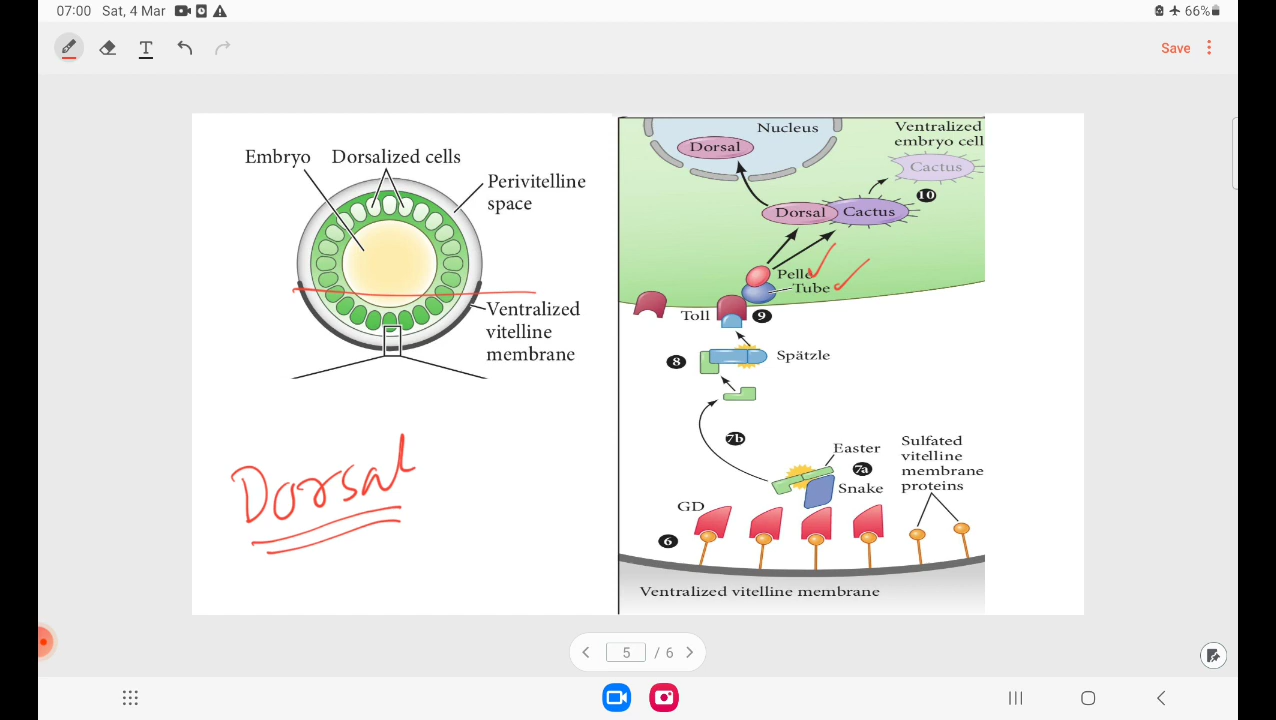 07:00 Sat, 4 Mar
66%
T
Save
Embryo
Dorsalized cells
Perivitelline
space
Ventralized
vitelline
membrane
Dorsal
Nucleus
Dorsal
Ventralized
embryo cell
Cactus
10
Dorsal
Cactus
Pelle
Tube
Toll
9
8
Spätzle
7b
Easter
7a
Snake
Sulfated
vitelline
membrane
proteins
GD
6
Ventralized vitelline membrane
5 / 6